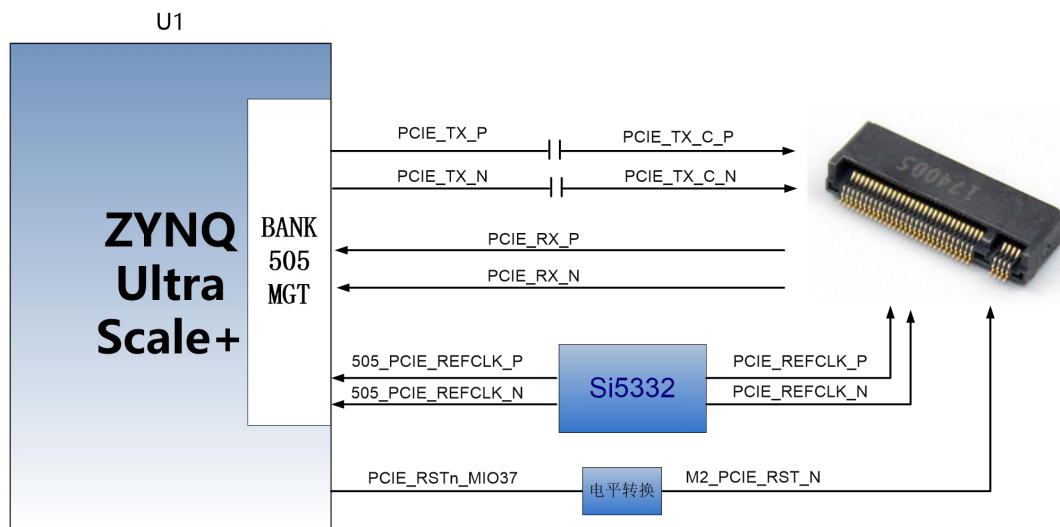 U1
ZYNQ
Ultra
Scale+
BANK
505
MGT
PCIE_TX_P
PCIE_TX_C_P
PCIE_TX_N
PCIE_TX_C_N
PCIE_RX_P
PCIE_RX_N
505_PCIE_REFCLK_P
505_PCIE_REFCLK_N
Si5332
PCIE_REFCLK_P
PCIE_REFCLK_N
PCIE_RSTn_MIO37
电平转换
M2_PCIE_RST_N
174005